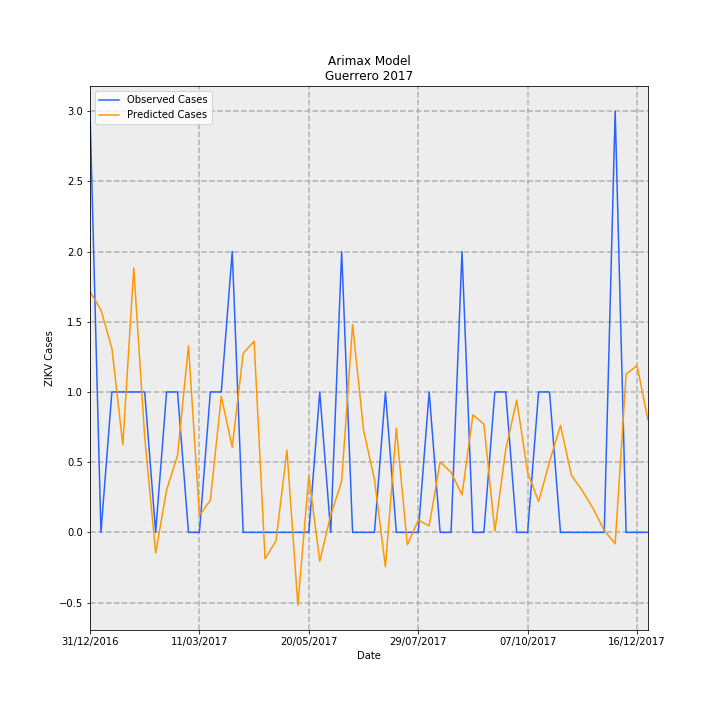 Arimax Model
Guerrero 2017
Observed Cases
Predicted Cases
3.0
2.5
2.0
1.5
1.0
0.5
0.0
−0.5
ZIKV Cases
31/12/2016
11/03/2017
20/05/2017
29/07/2017
07/10/2017
16/12/2017
Date